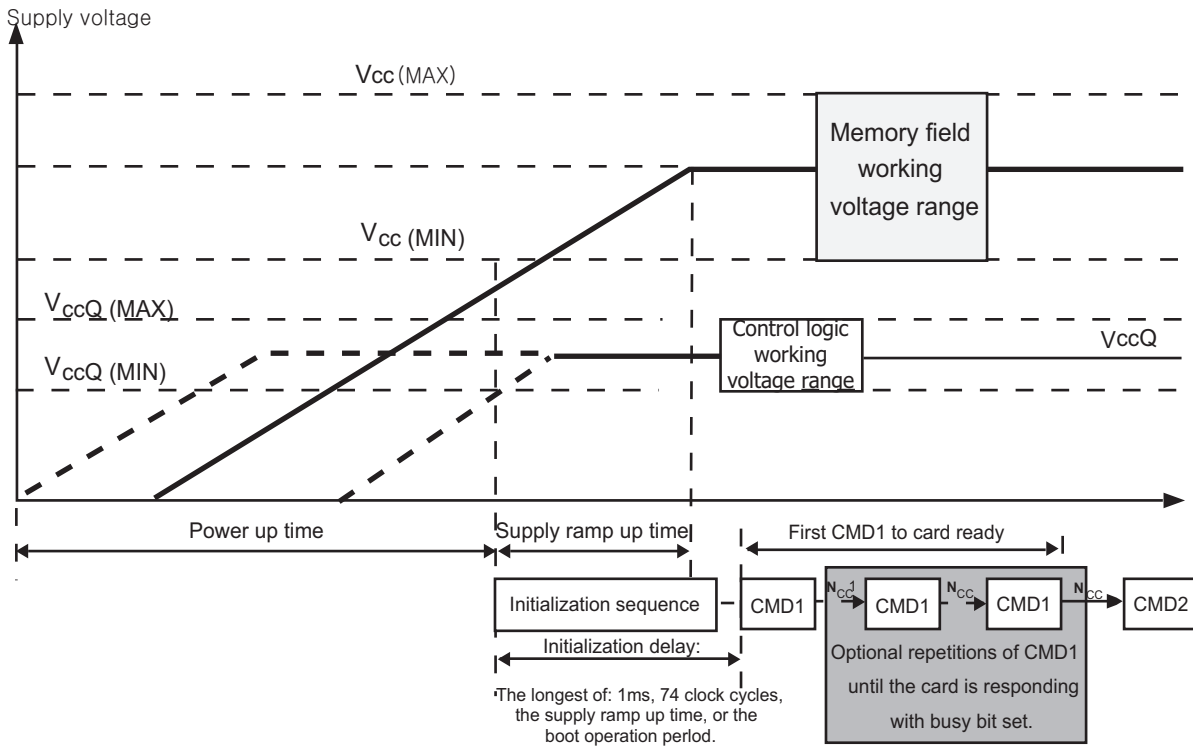 Supply voltage
Vcc (MAX)
Memory field
working
voltage range
Vcc (MIN)
VccQ (MAX)
Control logic
working
voltage range
VccQ
VccQ (MIN)
Power up time
Supply ramp up time
First CMD1 to card ready
Initialization sequence
CMD1
NCC1
CMD1
NCC
CMD1
NCC
CMD2
Initialization delay:
Optional repetitions of CMD1
until the card is responding
with busy bit set.
The longest of: 1ms, 74 clock cycles,
the supply ramp up time, or the
boot operation perlod.